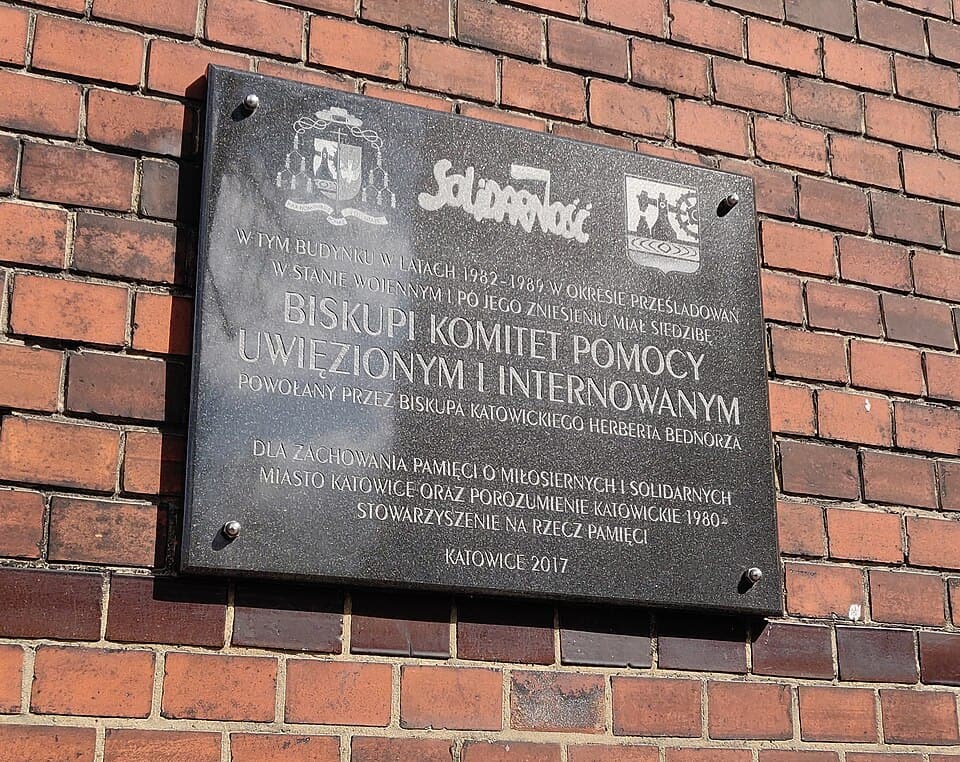 SOLIDARNOŚĆ
W TYM BUDYNKU W LATACH 1982-1989 W OKRESIE PRZEŚLADOWAŃ
W STANIE WOJENNYM I PO JEGO ZNIESIENIU MIAŁ SIEDZIBĘ
BISKUPI KOMITET POMOCY
UWIĘZIONYM I INTERNOWANYM
POWOŁANY PRZEZ BISKUPA KATOWICKIEGO HERBERTA BEDNORZA
DLA ZACHOWANIA PAMIĘCI O MIŁOSIERNYCH I SOLIDARNYCH
MIASTO KATOWICE ORAZ POROZUMIENIE KATOWICKIE 1980-
STOWARZYSZENIE NA RZECZ PAMIĘCI
KATOWICE 2017